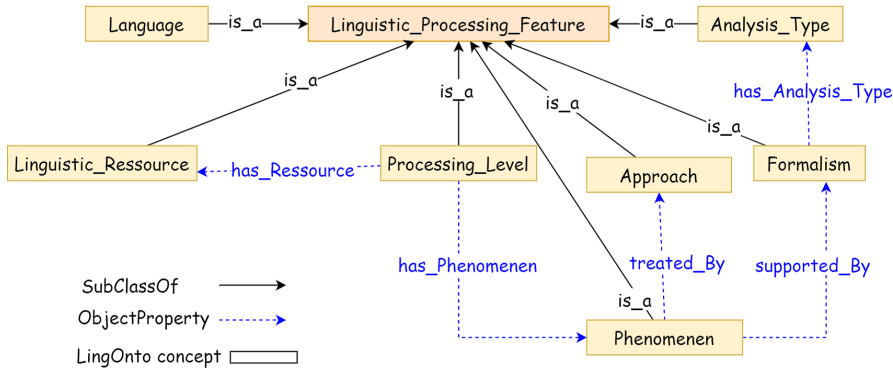 Language
is_a
Linguistic_Processing_Feature
is_a
Analysis_Type
is_a
is_a
is_a
has_Analysis_Type
is_a
Linguistic_Ressource
has_Ressource
Processing_Level
Approach
Formalism
has_Phenomenen
treated_By
supported_By
SubClassOf
is_a
ObjectProperty
Phenomenen
LingOnto concept